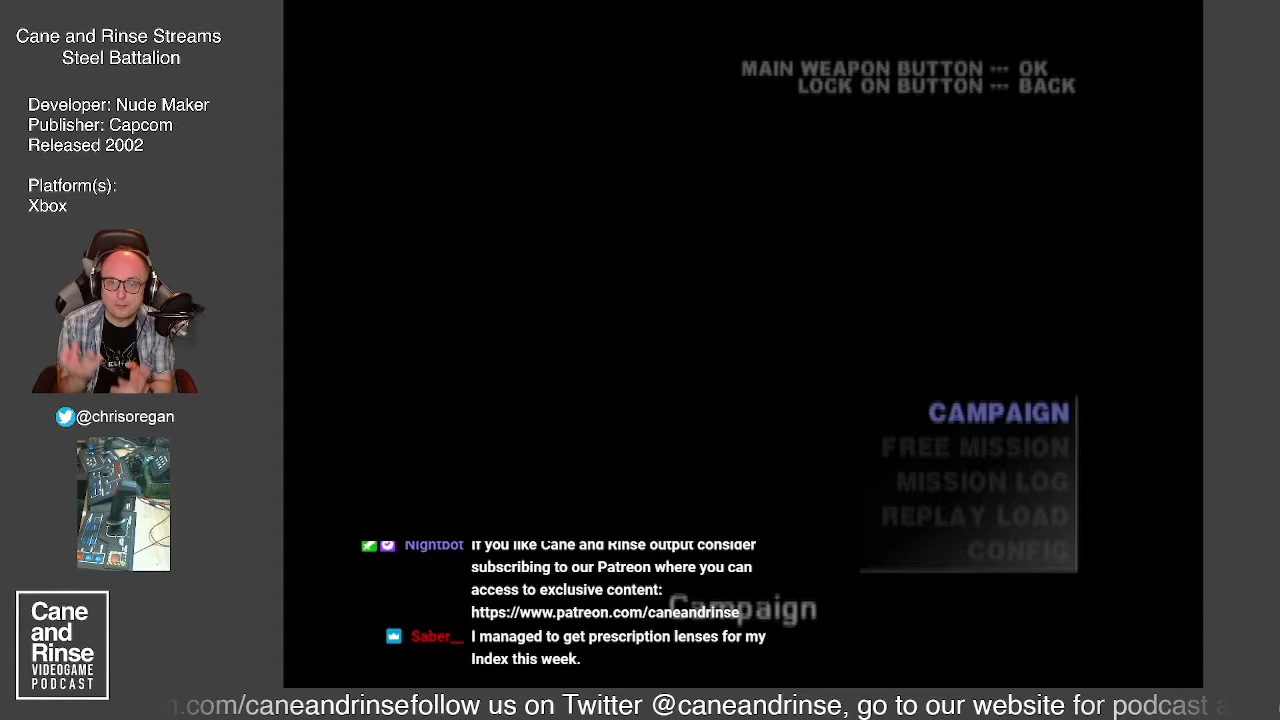 Cane and Rinse Streams
Steel Battalion
Developer: Nude Maker
Publisher: Capcom
Released 2002
Platform(s):
Xbox
@chrisoregan
Cane
and
Rinse
VIDEOGAME
PODCAST
MAIN WEAPON BUTTON --- OK
LOCK ON BUTTON --- BACK
CAMPAIGN
FREE MISSION
MISSION LOG
REPLAY LOAD
CONFIG
Nightbot If you like Cane and Rinse output consider
subscribing to our Patreon where you can
access to exclusive content:
https://www.patreon.com/caneandrinse
Campaign
Saber__ I managed to get prescription lenses for my
Index this week.
.com/caneandrinsefollow us on Twitter @caneandrinse, go to our website for podcast